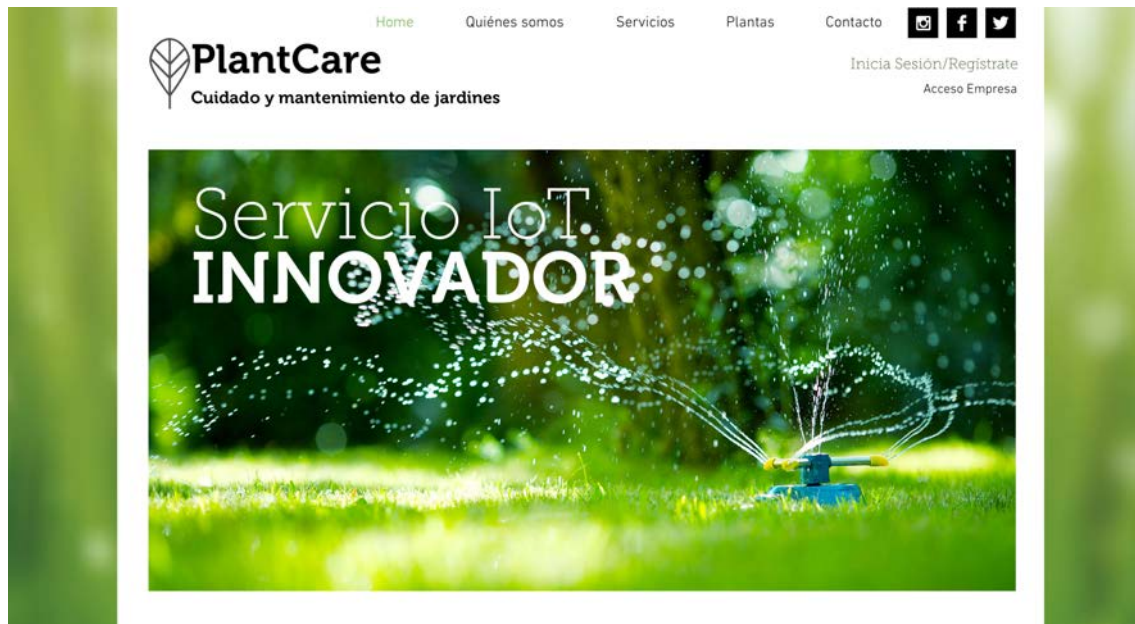 Home Quiénes somos Servicios Plantas Contacto
PlantCare
Cuidado y mantenimiento de jardines
Inicia Sesión/Regístrate
Acceso Empresa
Servicio IoT
INNOVADOR